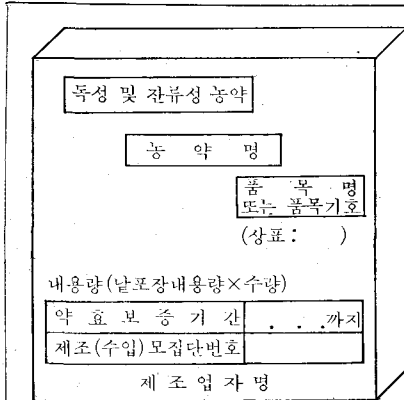 독성 및 잔류성 농약
농 약 명
품 목 명
또는 품목기호
(상표: )
내용량(낱포장내용량×수량)
약 효 보 증 기 간 . . .까지
제조(수입)모집단번호
제 조 업 자 명